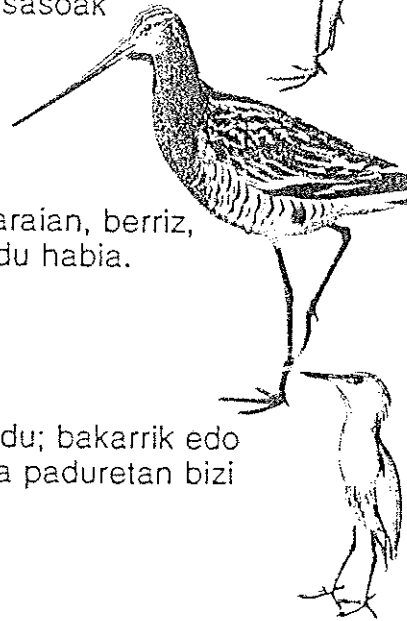 sasoak
araian, berriz,
du habia.
du; bakarrik edo
a paduretan bizi